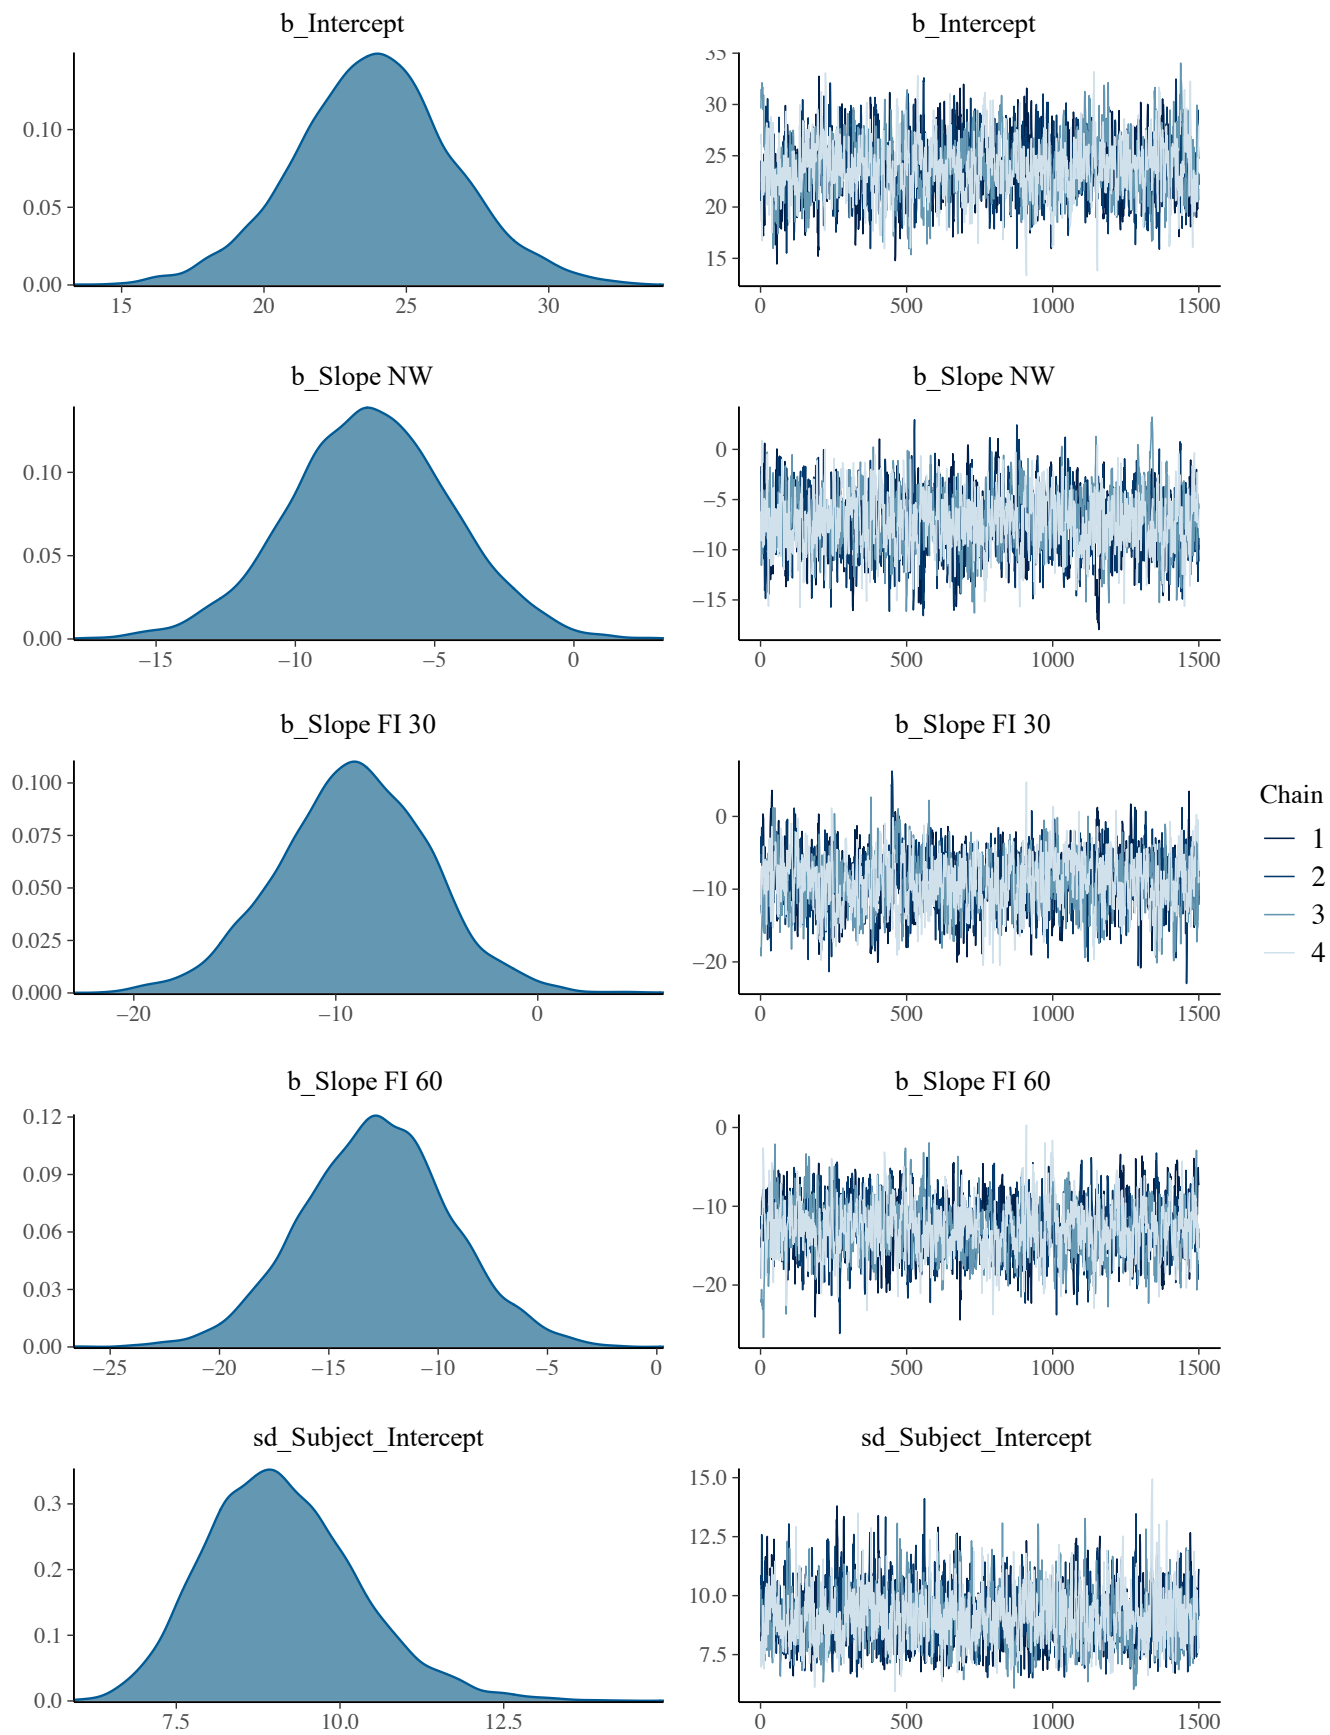 b_Intercept b_Intercept
0.10
0.05
0.00
15 20 25 30
35
30
25
20
15
0 500 1000 1500
b_Slope NW b_Slope NW
0.10
0.05
0.00
−15 −10 −5 0
0
−5
−10
−15
0 500 1000 1500
b_Slope FI 30 b_Slope FI 30
0.100
0.075
0.050
0.025
0.000
−20 −10 0
0
−10
−20
0 500 1000 1500
Chain
1
2
3
4
b_Slope FI 60 b_Slope FI 60
0.12
0.09
0.06
0.03
0.00
−25 −20 −15 −10 −5 0
0
−10
−20
0 500 1000 1500
sd_Subject_Intercept sd_Subject_Intercept
0.3
0.2
0.1
0.0
7.5 10.0 12.5
15.0
12.5
10.0
7.5
0 500 1000 1500